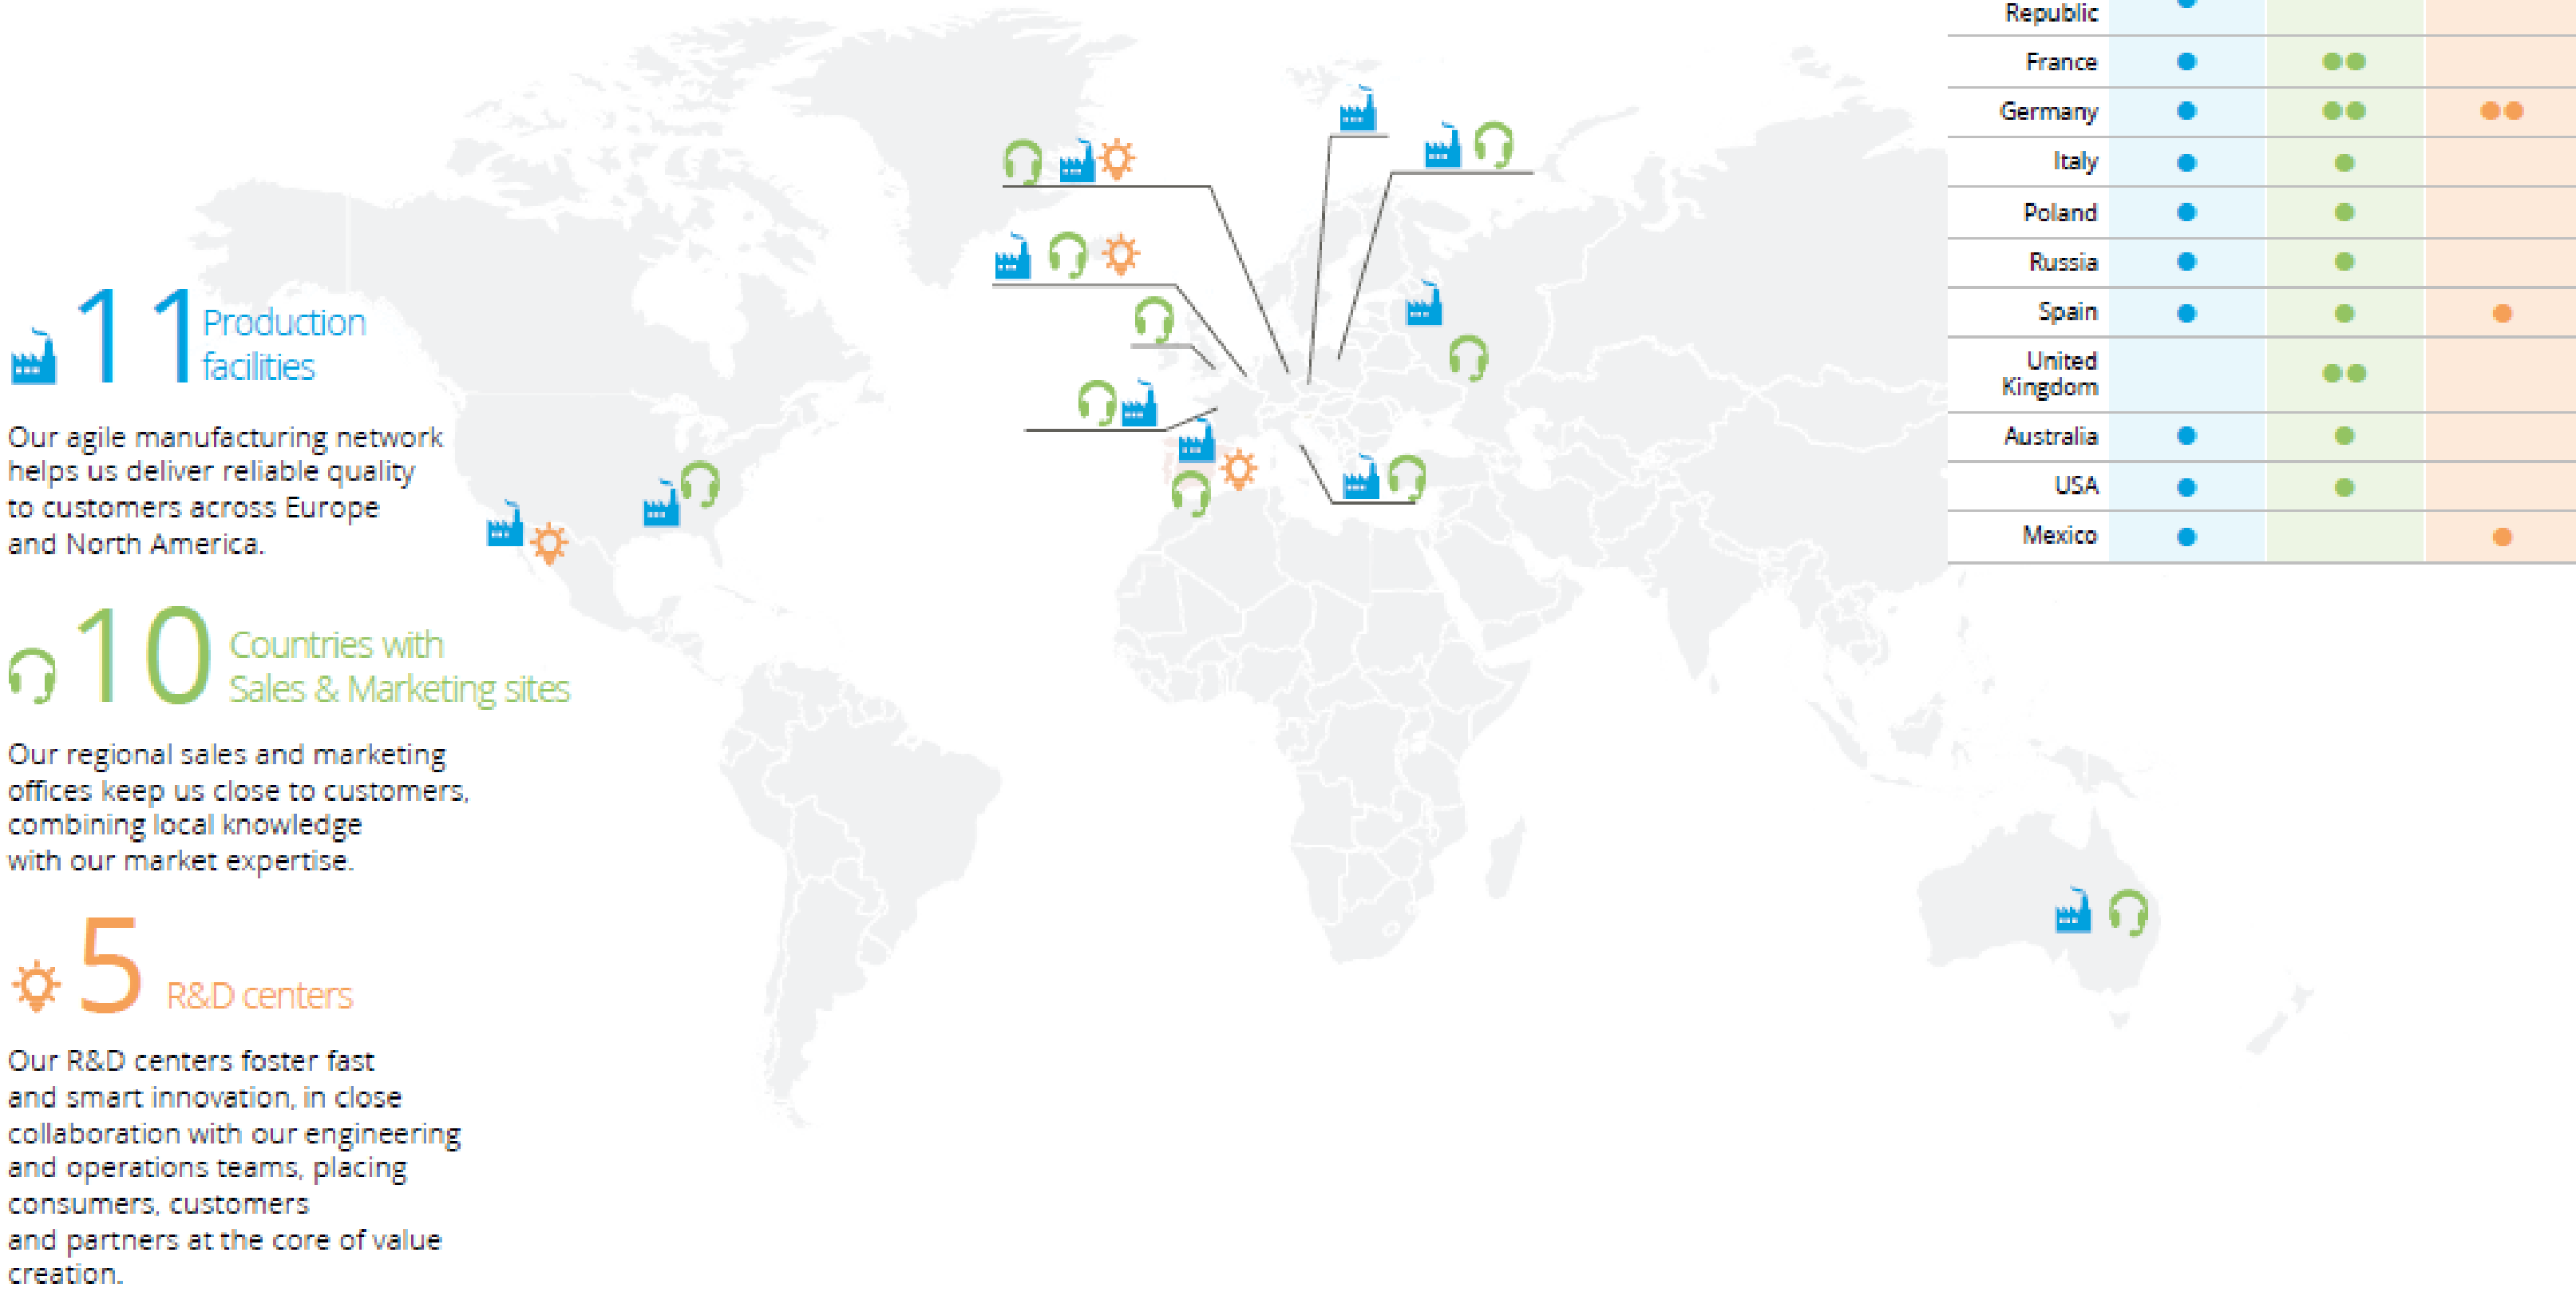 11 Production
facilities
Our agile manufacturing network
helps us deliver reliable quality
to customers across Europe
and North America.
10 Countries with
Sales & Marketing sites
Our regional sales and marketing
offices keep us close to customers,
combining local knowledge
with our market expertise.
5 R&D centers
Our R&D centers foster fast
and smart innovation, in close
collaboration with our engineering
and operations teams, placing
consumers, customers
and partners at the core of value
creation.
Republic
France
Germany
Italy
Poland
Russia
Spain
United
Kingdom
Australia
USA
Mexico